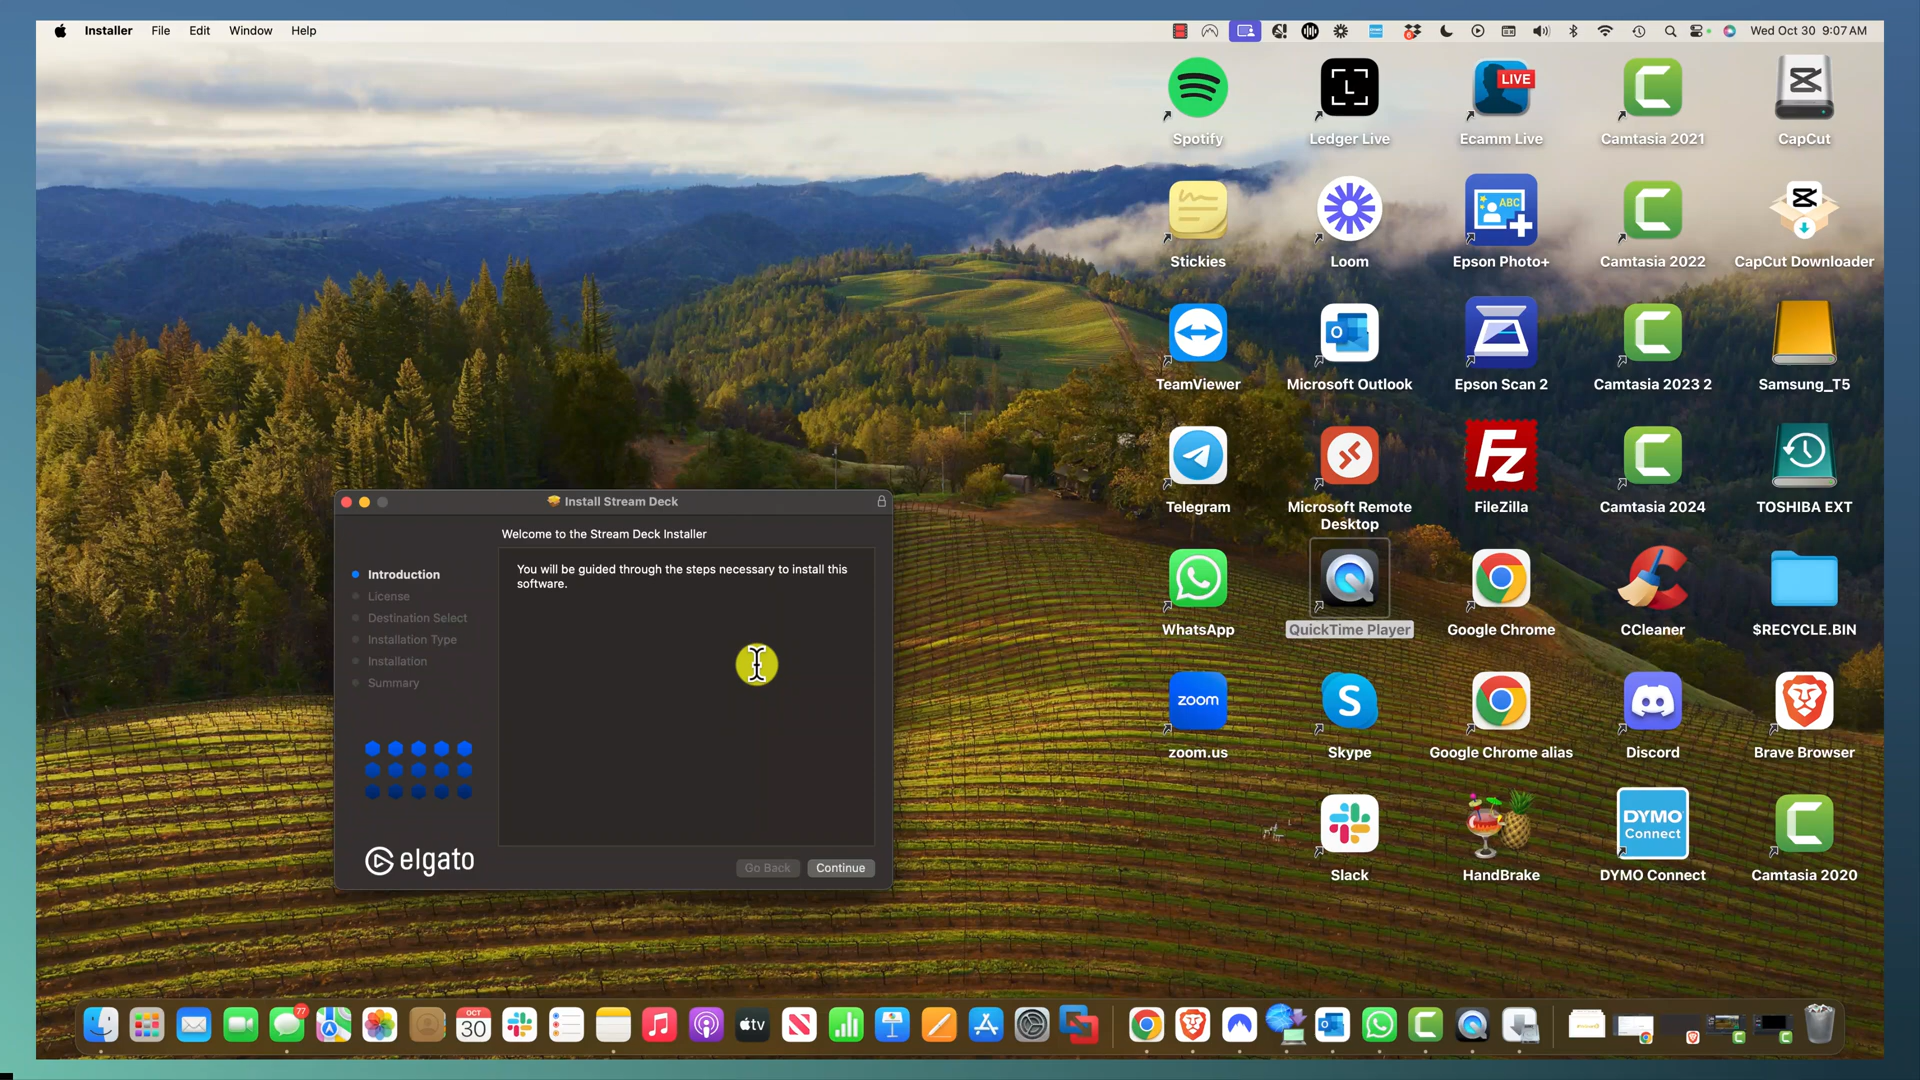 Installer File Edit Window Help
6
Wed Oct 30 9:07 AM
Spotify
L
Ledger Live
LIVE
Ecamm Live
Camtasia 2021
CapCut
Stickies
Loom
ABC
Epson Photo+
Camtasia 2022
CapCut Downloader
TeamViewer
Microsoft Outlook
Epson Scan 2
Camtasia 2023 2
Samsung_T5
Telegram
Microsoft Remote
Desktop
Fz
FileZilla
Camtasia 2024
TOSHIBA EXT
WhatsApp
QuickTime Player
Google Chrome
CCleaner
$RECYCLE.BIN
zoom
zoom.us
S
Skype
Google Chrome alias
Discord
Brave Browser
Slack
HandBrake
DYMO
Connect
DYMO Connect
Camtasia 2020
Install Stream Deck
Welcome to the Stream Deck Installer
Introduction
License
Destination Select
Installation Type
Installation
Summary
You will be guided through the steps necessary to install this
software.
elgato
Go Back
Continue
77
OCT
30
tv